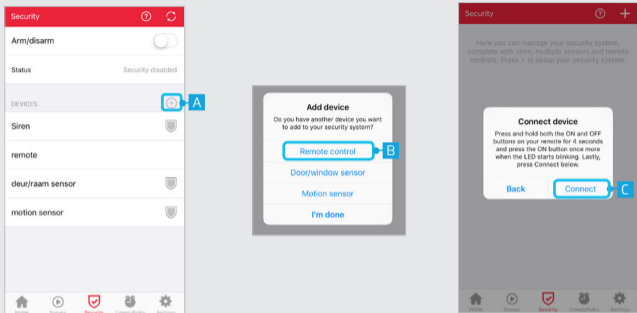 Security
Arm/disarm
Status
Security disabled
DEVICES
A
Siren
remote
deur/raam sensor
motion sensor
Home
Security
Add device
Do you have another device you want
to add to your security system?
Remote control
B
Door/window sensor
Motion sensor
I'm done
Security
Here you can manage your security system,
complete with siren, multiple sensors and remote
controls. Press + to setup your security system.
Connect device
Press and hold both the ON and OFF
buttons on your remote for 4 seconds
and press the ON button once more
when the LED starts blinking. Lastly,
press Connect below.
Back
Connect
C
Home
Security